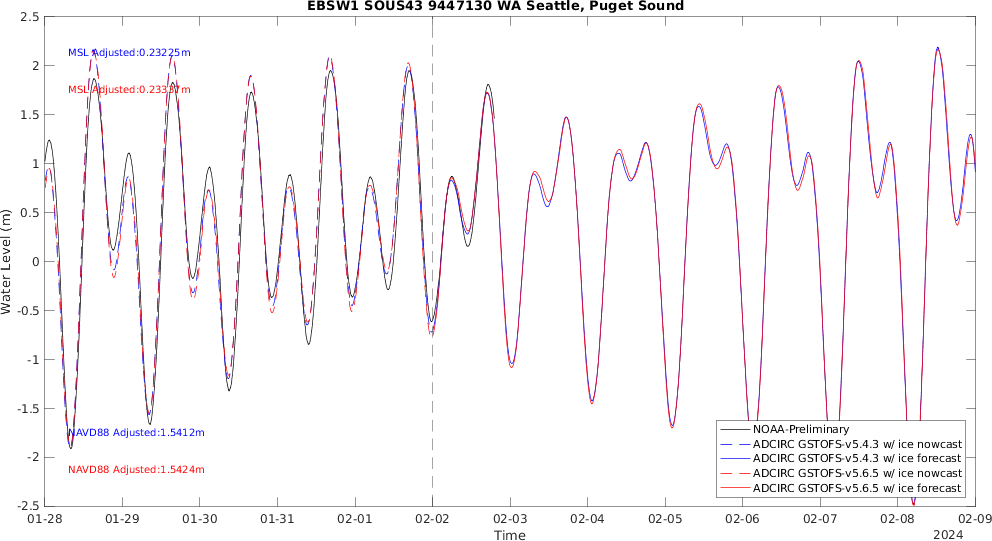 EBSW1 SOUS43 9447130 WA Seattle, Puget Sound
2.5
2
1.5
1
0.5
0
-0.5
-1
-1.5
-2
-2.5
Water Level (m)
MSL Adjusted:0.23225m
MSL Adjusted:0.23337m
NAVD88 Adjusted:1.5412m
NAVD88 Adjusted:1.5424m
NOAA-Preliminary
ADCIRC GSTOFS-v5.4.3 w/ ice nowcast
ADCIRC GSTOFS-v5.4.3 w/ ice forecast
ADCIRC GSTOFS-v5.6.5 w/ ice nowcast
ADCIRC GSTOFS-v5.6.5 w/ ice forecast
01-28 01-29 01-30 01-31 02-01 02-02 02-03 02-04 02-05 02-06 02-07 02-08 02-09
Time
2024